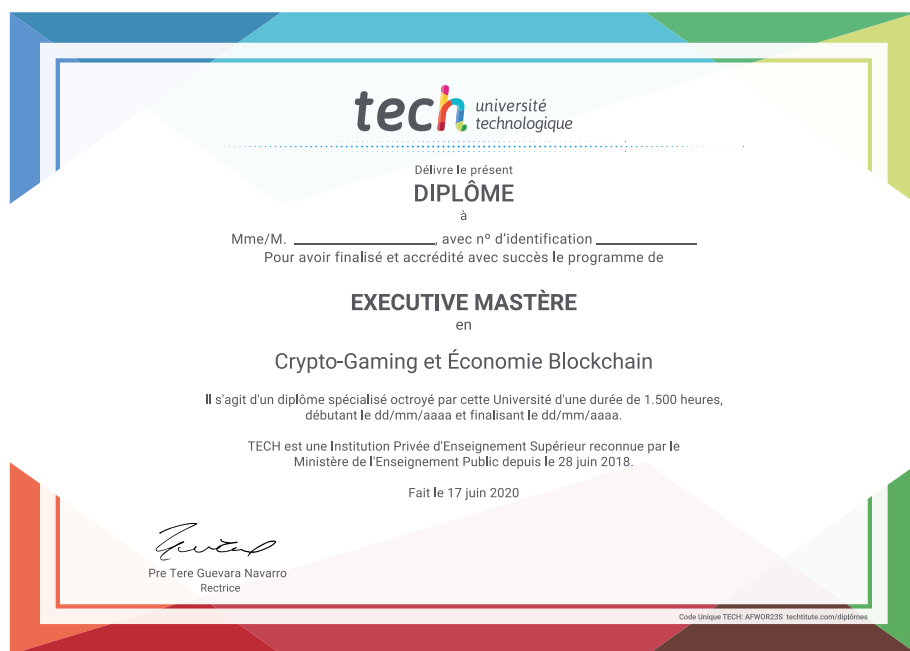 tech université
technologique
Délivre le présent
DIPLÔME
à
Mme/M. ____________________, avec nº d'identification ______________
Pour avoir finalisé et accrédité avec succès le programme de
EXECUTIVE MASTÈRE
en
Crypto-Gaming et Économie Blockchain
Il s'agit d'un diplôme spécialisé octroyé par cette Université d'une durée de 1.500 heures,
débutant le dd/mm/aaaa et finalisant le dd/mm/aaaa.
TECH est une Institution Privée d'Enseignement Supérieur reconnue par le
Ministère de l'Enseignement Public depuis le 28 juin 2018.
Fait le 17 juin 2020
Pre Tere Guevara Navarro
Rectrice
Code Unique TECH: AFWOR23S techtitute.com/diplômes